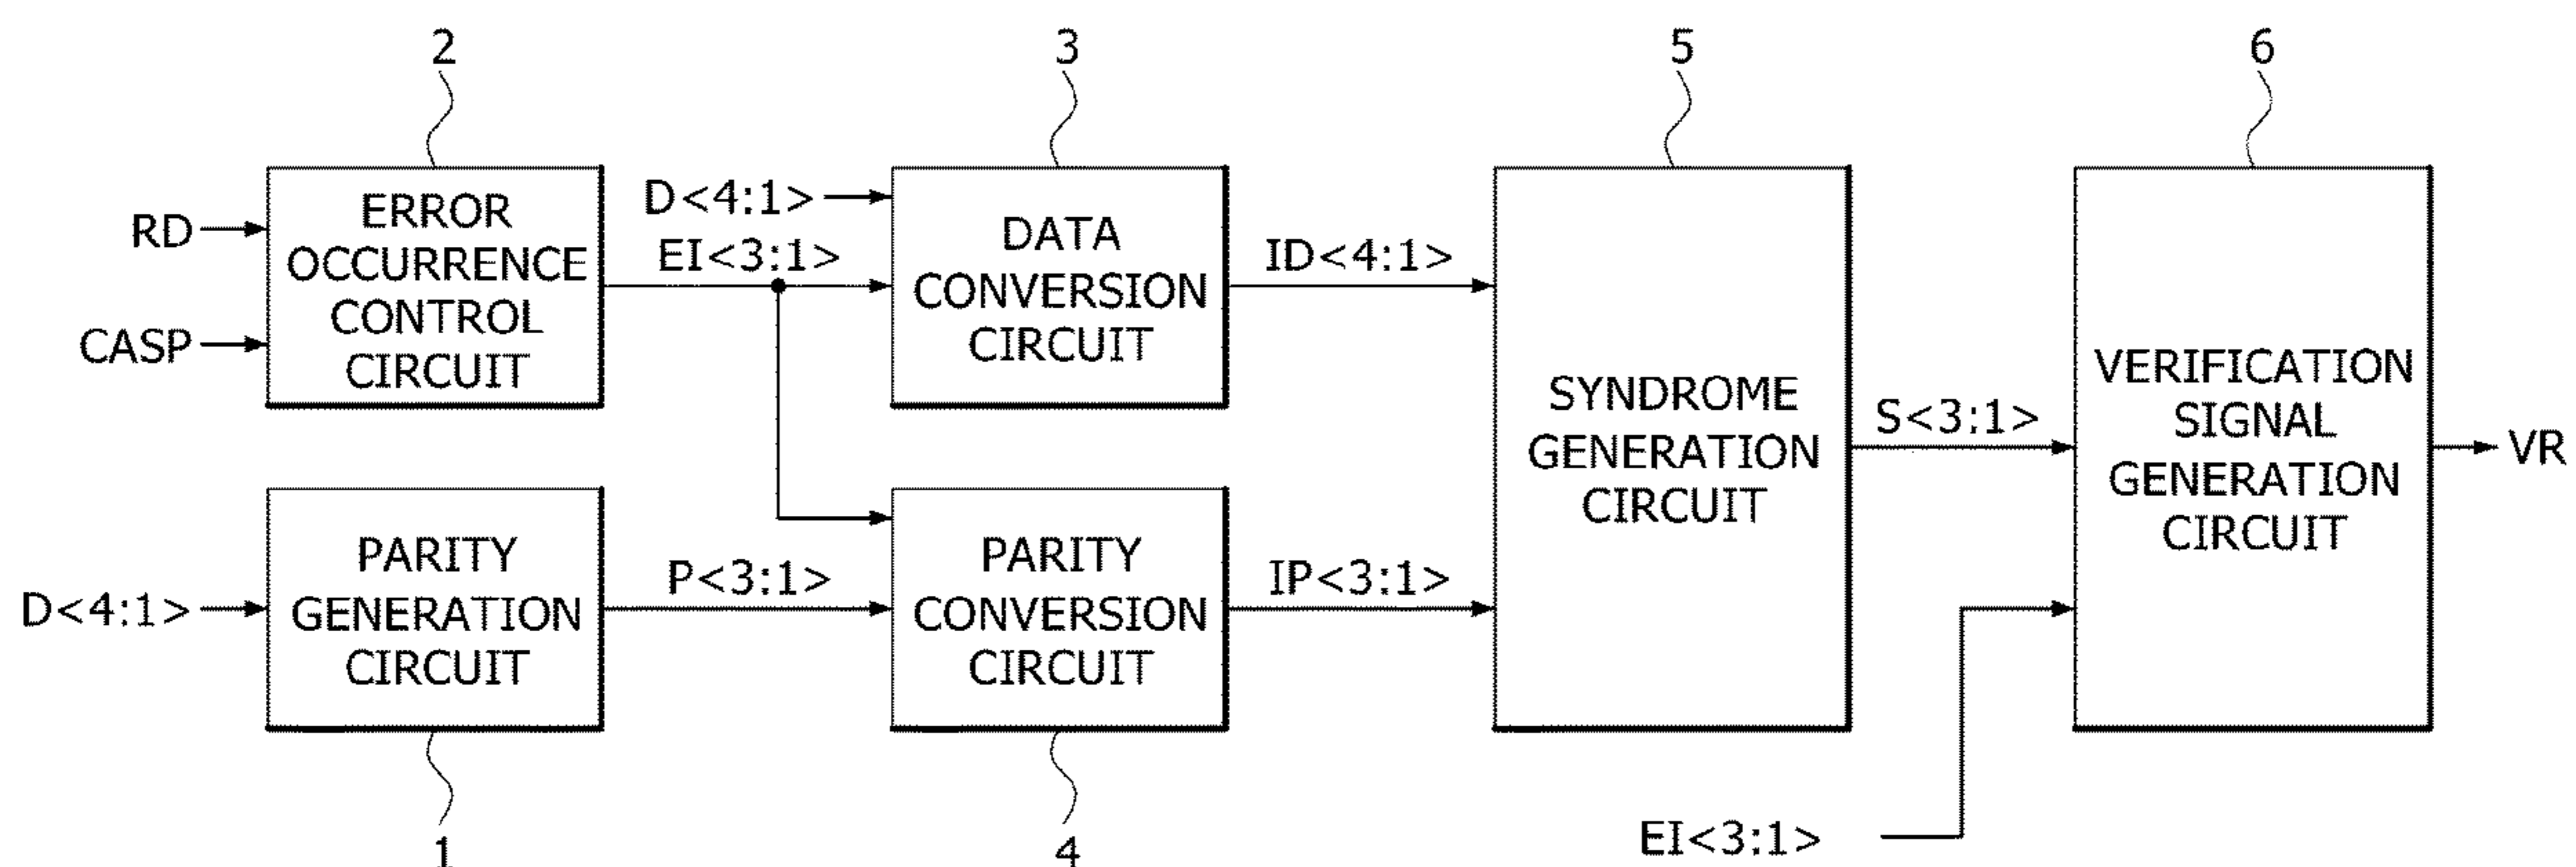 2
3
5
6
RD
CASP
ERROR
OCCURRENCE
CONTROL
CIRCUIT
D<4:1>
EI<3:1>
DATA
CONVERSION
CIRCUIT
ID<4:1>
SYNDROME
GENERATION
CIRCUIT
S<3:1>
VERIFICATION
SIGNAL
GENERATION
CIRCUIT
VR
D<4:1>
PARITY
GENERATION
CIRCUIT
P<3:1>
PARITY
CONVERSION
CIRCUIT
IP<3:1>
EI<3:1>
1
4